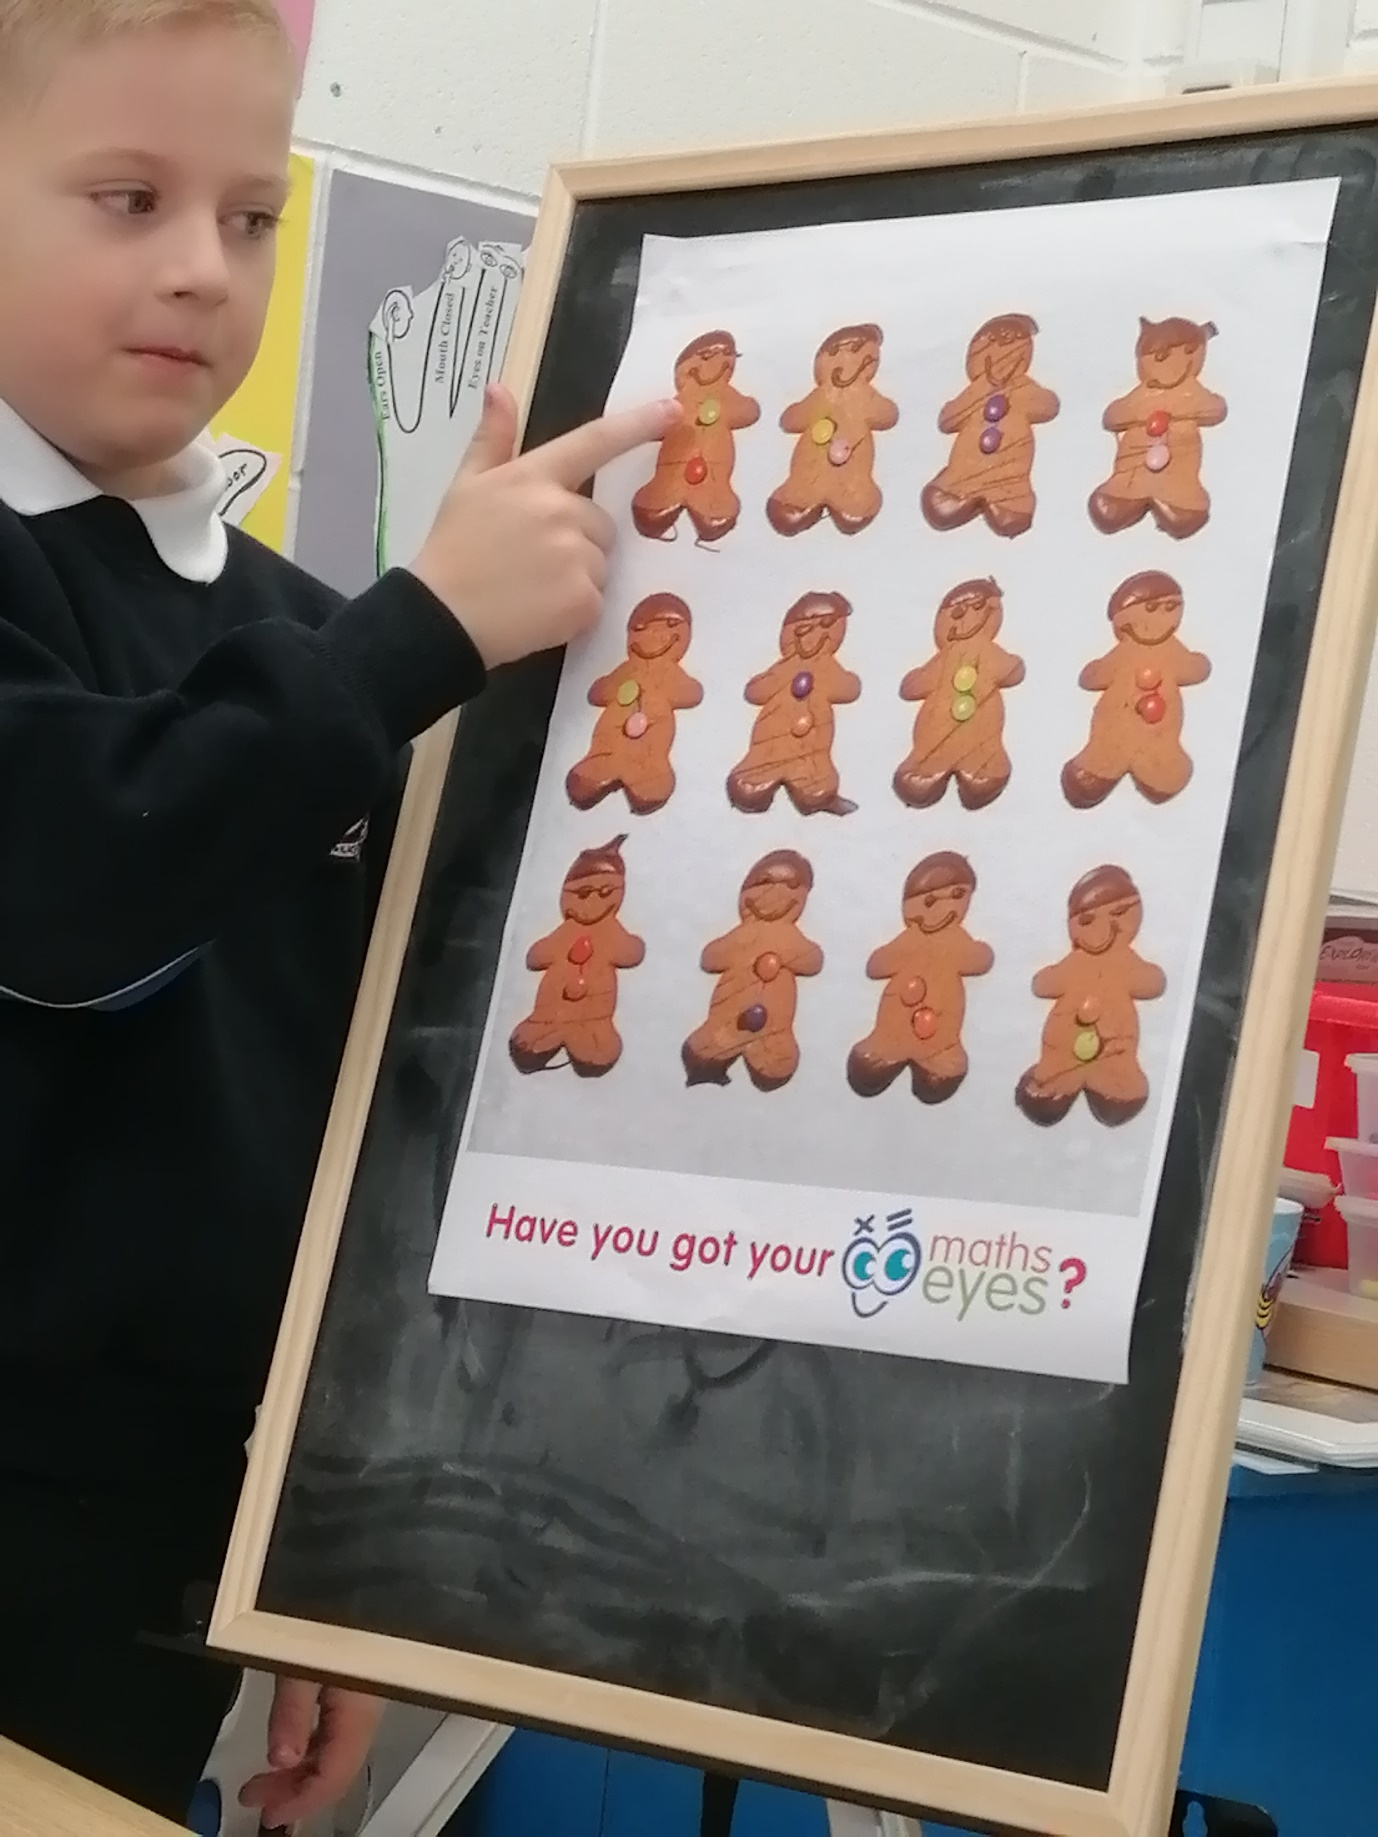 Ears Open
Mouth Closed
Eyes on Teacher
Have you got your maths eyes?